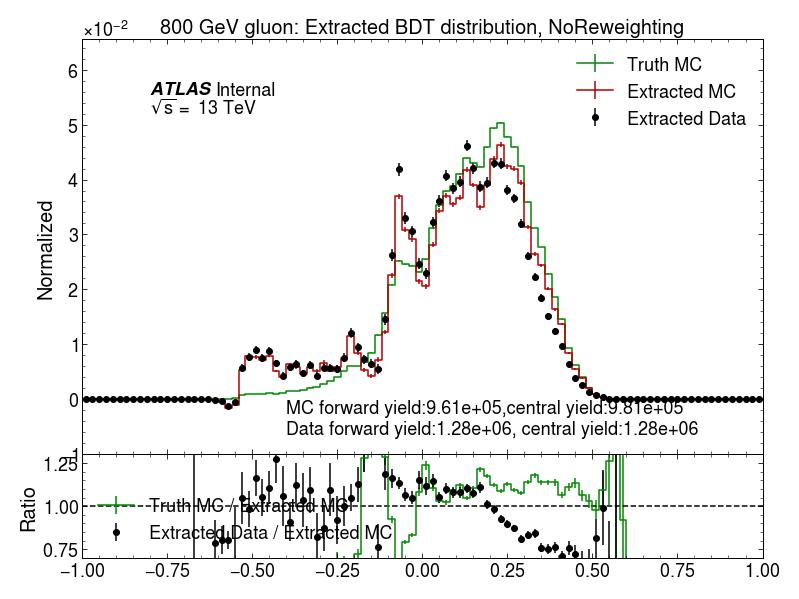 ×10⁻² 800 GeV gluon: Extracted BDT distribution, NoReweighting
ATLAS Internal
√s = 13 TeV
Truth MC
Extracted MC
Extracted Data
Normalized
6
5
4
3
2
1
0
MC forward yield:9.61e+05,central yield:9.81e+05
Data forward yield:1.28e+06, central yield:1.28e+06
Ratio
1
1.25
1.00
0.75
Truth MC / Extracted MC
Extracted Data / Extracted MC
−1.00 −0.75 −0.50 −0.25 0.00 0.25 0.50 0.75 1.00